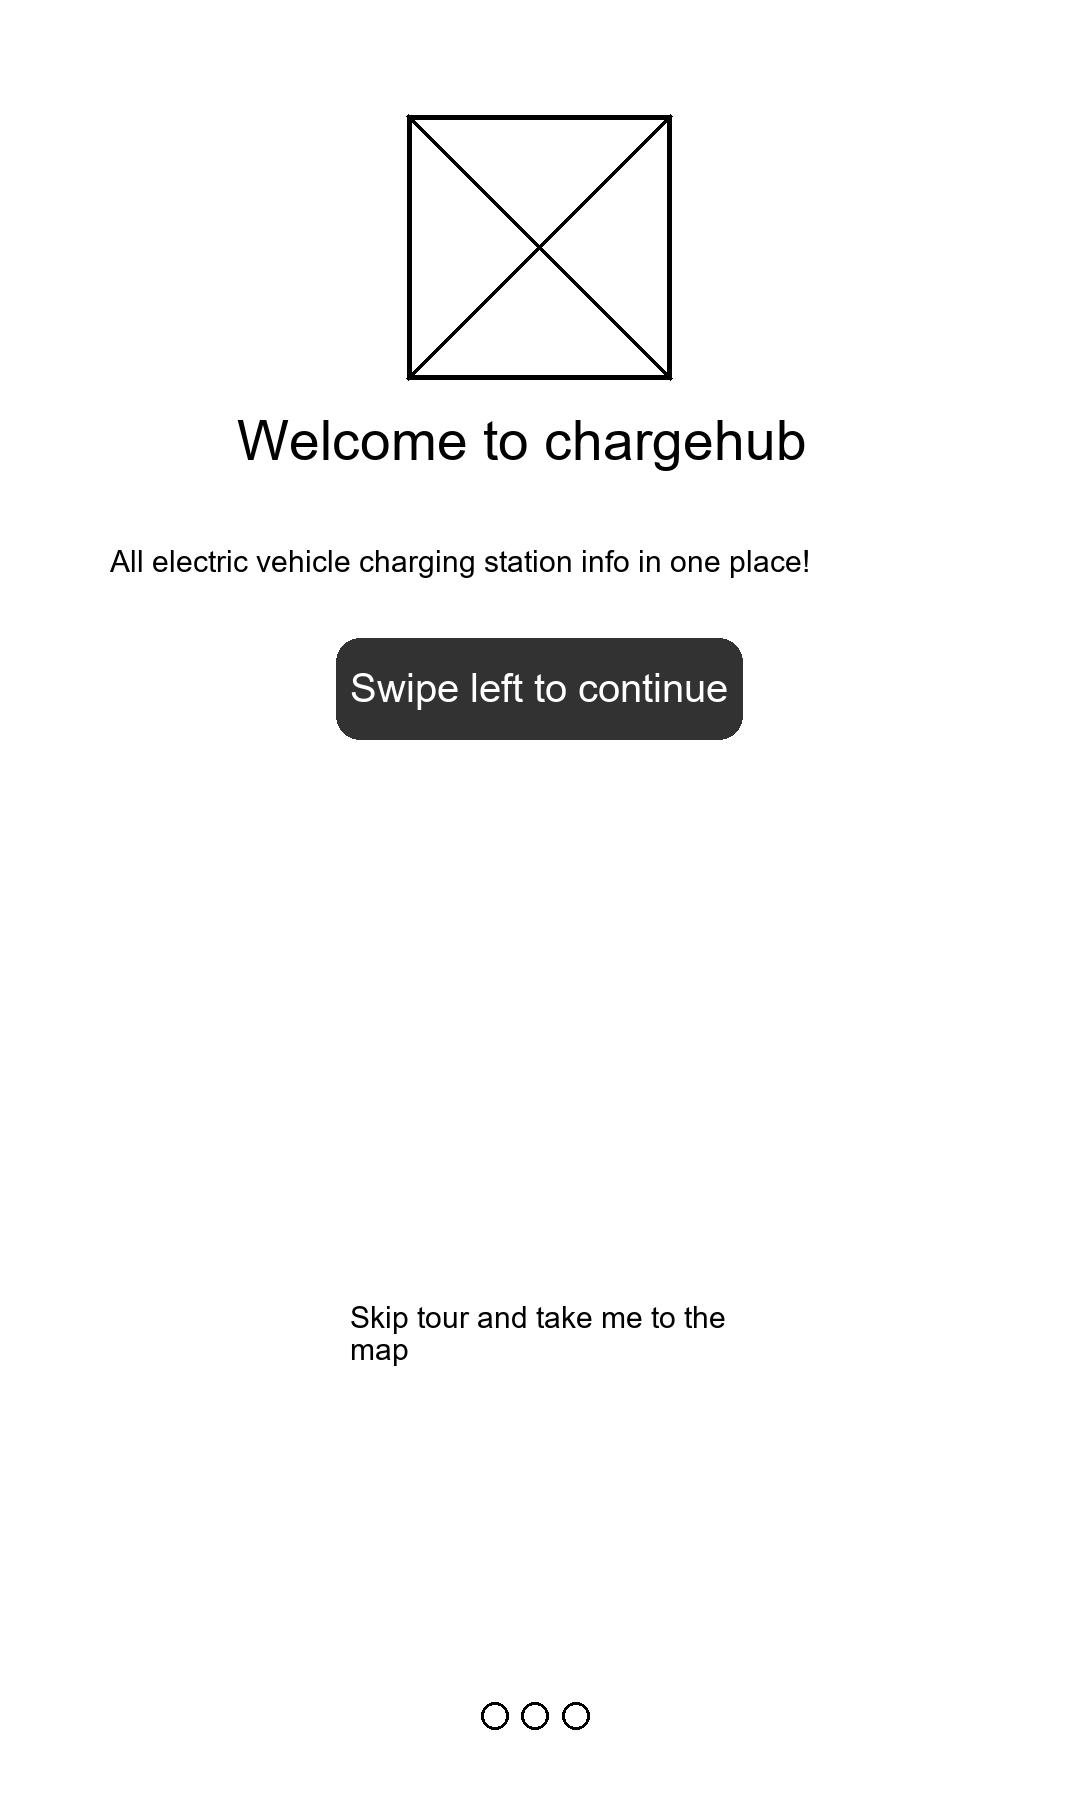 Welcome to chargehub
All electric vehicle charging station info in one place!
Swipe left to continue
Skip tour and take me to the
map